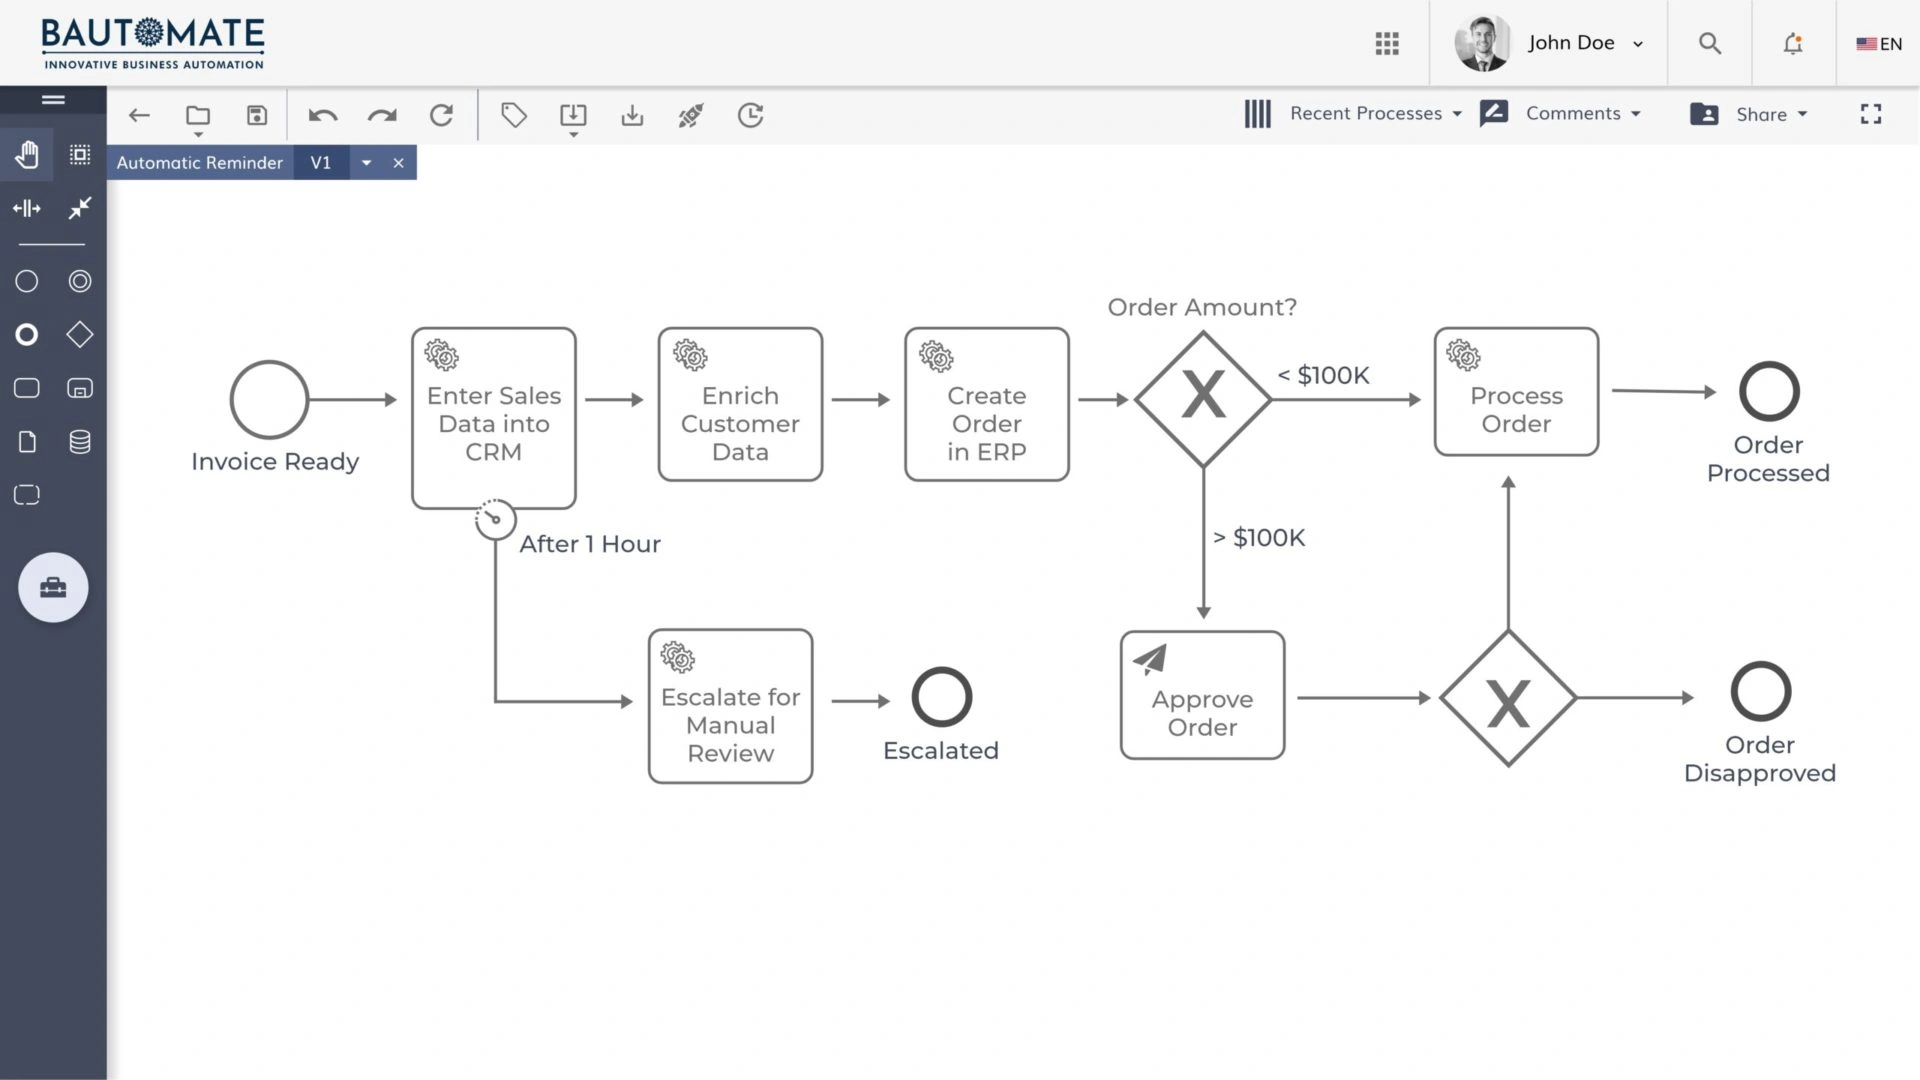 BAUTOMATE
INNOVATIVE BUSINESS AUTOMATION
John Doe
EN
Recent Processes
Comments
Share
Automatic Reminder
V1
Order Amount?
Invoice Ready
Enter Sales
Data into
CRM
Enrich
Customer
Data
Create
Order
in ERP
X
< $100K
Process
Order
Order
Processed
After 1 Hour
> $100K
Escalate for
Manual
Review
Escalated
Approve
Order
X
Order
Disapproved